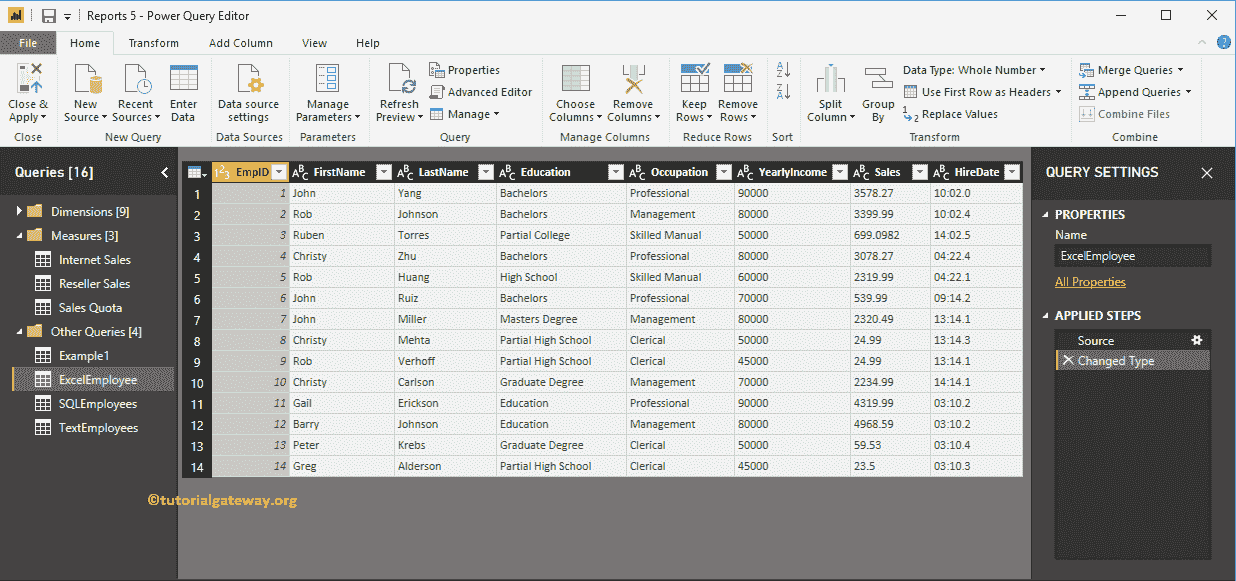 Reports 5 - Power Query Editor
File Home Transform Add Column View Help
Close & Apply
New Source
Recent Sources
Enter Data
Data source settings
Manage Parameters
Refresh Preview
Properties
Advanced Editor
Manage
Choose Columns
Remove Columns
Keep Rows
Remove Rows
Split Column
Group By
Data Type: Whole Number
Use First Row as Headers
Replace Values
Merge Queries
Append Queries
Combine Files
Close New Query Data Sources Parameters Query Manage Columns Reduce Rows Sort Transform Combine
Queries [16]
Dimensions [9]
Measures [3]
Internet Sales
Reseller Sales
Sales Quota
Other Queries [4]
Example1
ExcelEmployee
SQLEmployees
TextEmployees
EmpID FirstName LastName Education Occupation YearlyIncome Sales HireDate
1 1 John Yang Bachelors Professional 90000 3578.27 10:02.0
2 2 Rob Johnson Bachelors Management 80000 3399.99 10:02.4
3 3 Ruben Torres Partial College Skilled Manual 50000 699.0982 14:02.5
4 4 Christy Zhu Bachelors Professional 80000 3078.27 04:22.4
5 5 Rob Huang High School Skilled Manual 60000 2319.99 04:22.1
6 6 John Ruiz Bachelors Professional 70000 539.99 09:14.2
7 7 John Miller Masters Degree Management 80000 2320.49 13:14.1
8 8 Christy Mehta Partial High School Clerical 50000 24.99 13:14.3
9 9 Rob Verhoff Partial High School Clerical 45000 24.99 13:14.1
10 10 Christy Carlson Graduate Degree Management 70000 2234.99 14:14.1
11 11 Gail Erickson Education Professional 90000 4319.99 03:10.2
12 12 Barry Johnson Education Management 80000 4968.59 03:10.2
13 13 Peter Krebs Graduate Degree Clerical 50000 59.53 03:10.4
14 14 Greg Alderson Partial High School Clerical 45000 23.5 03:10.3
©tutorialgateway.org
QUERY SETTINGS
PROPERTIES
Name
ExcelEmployee
All Properties
APPLIED STEPS
Source
Changed Type